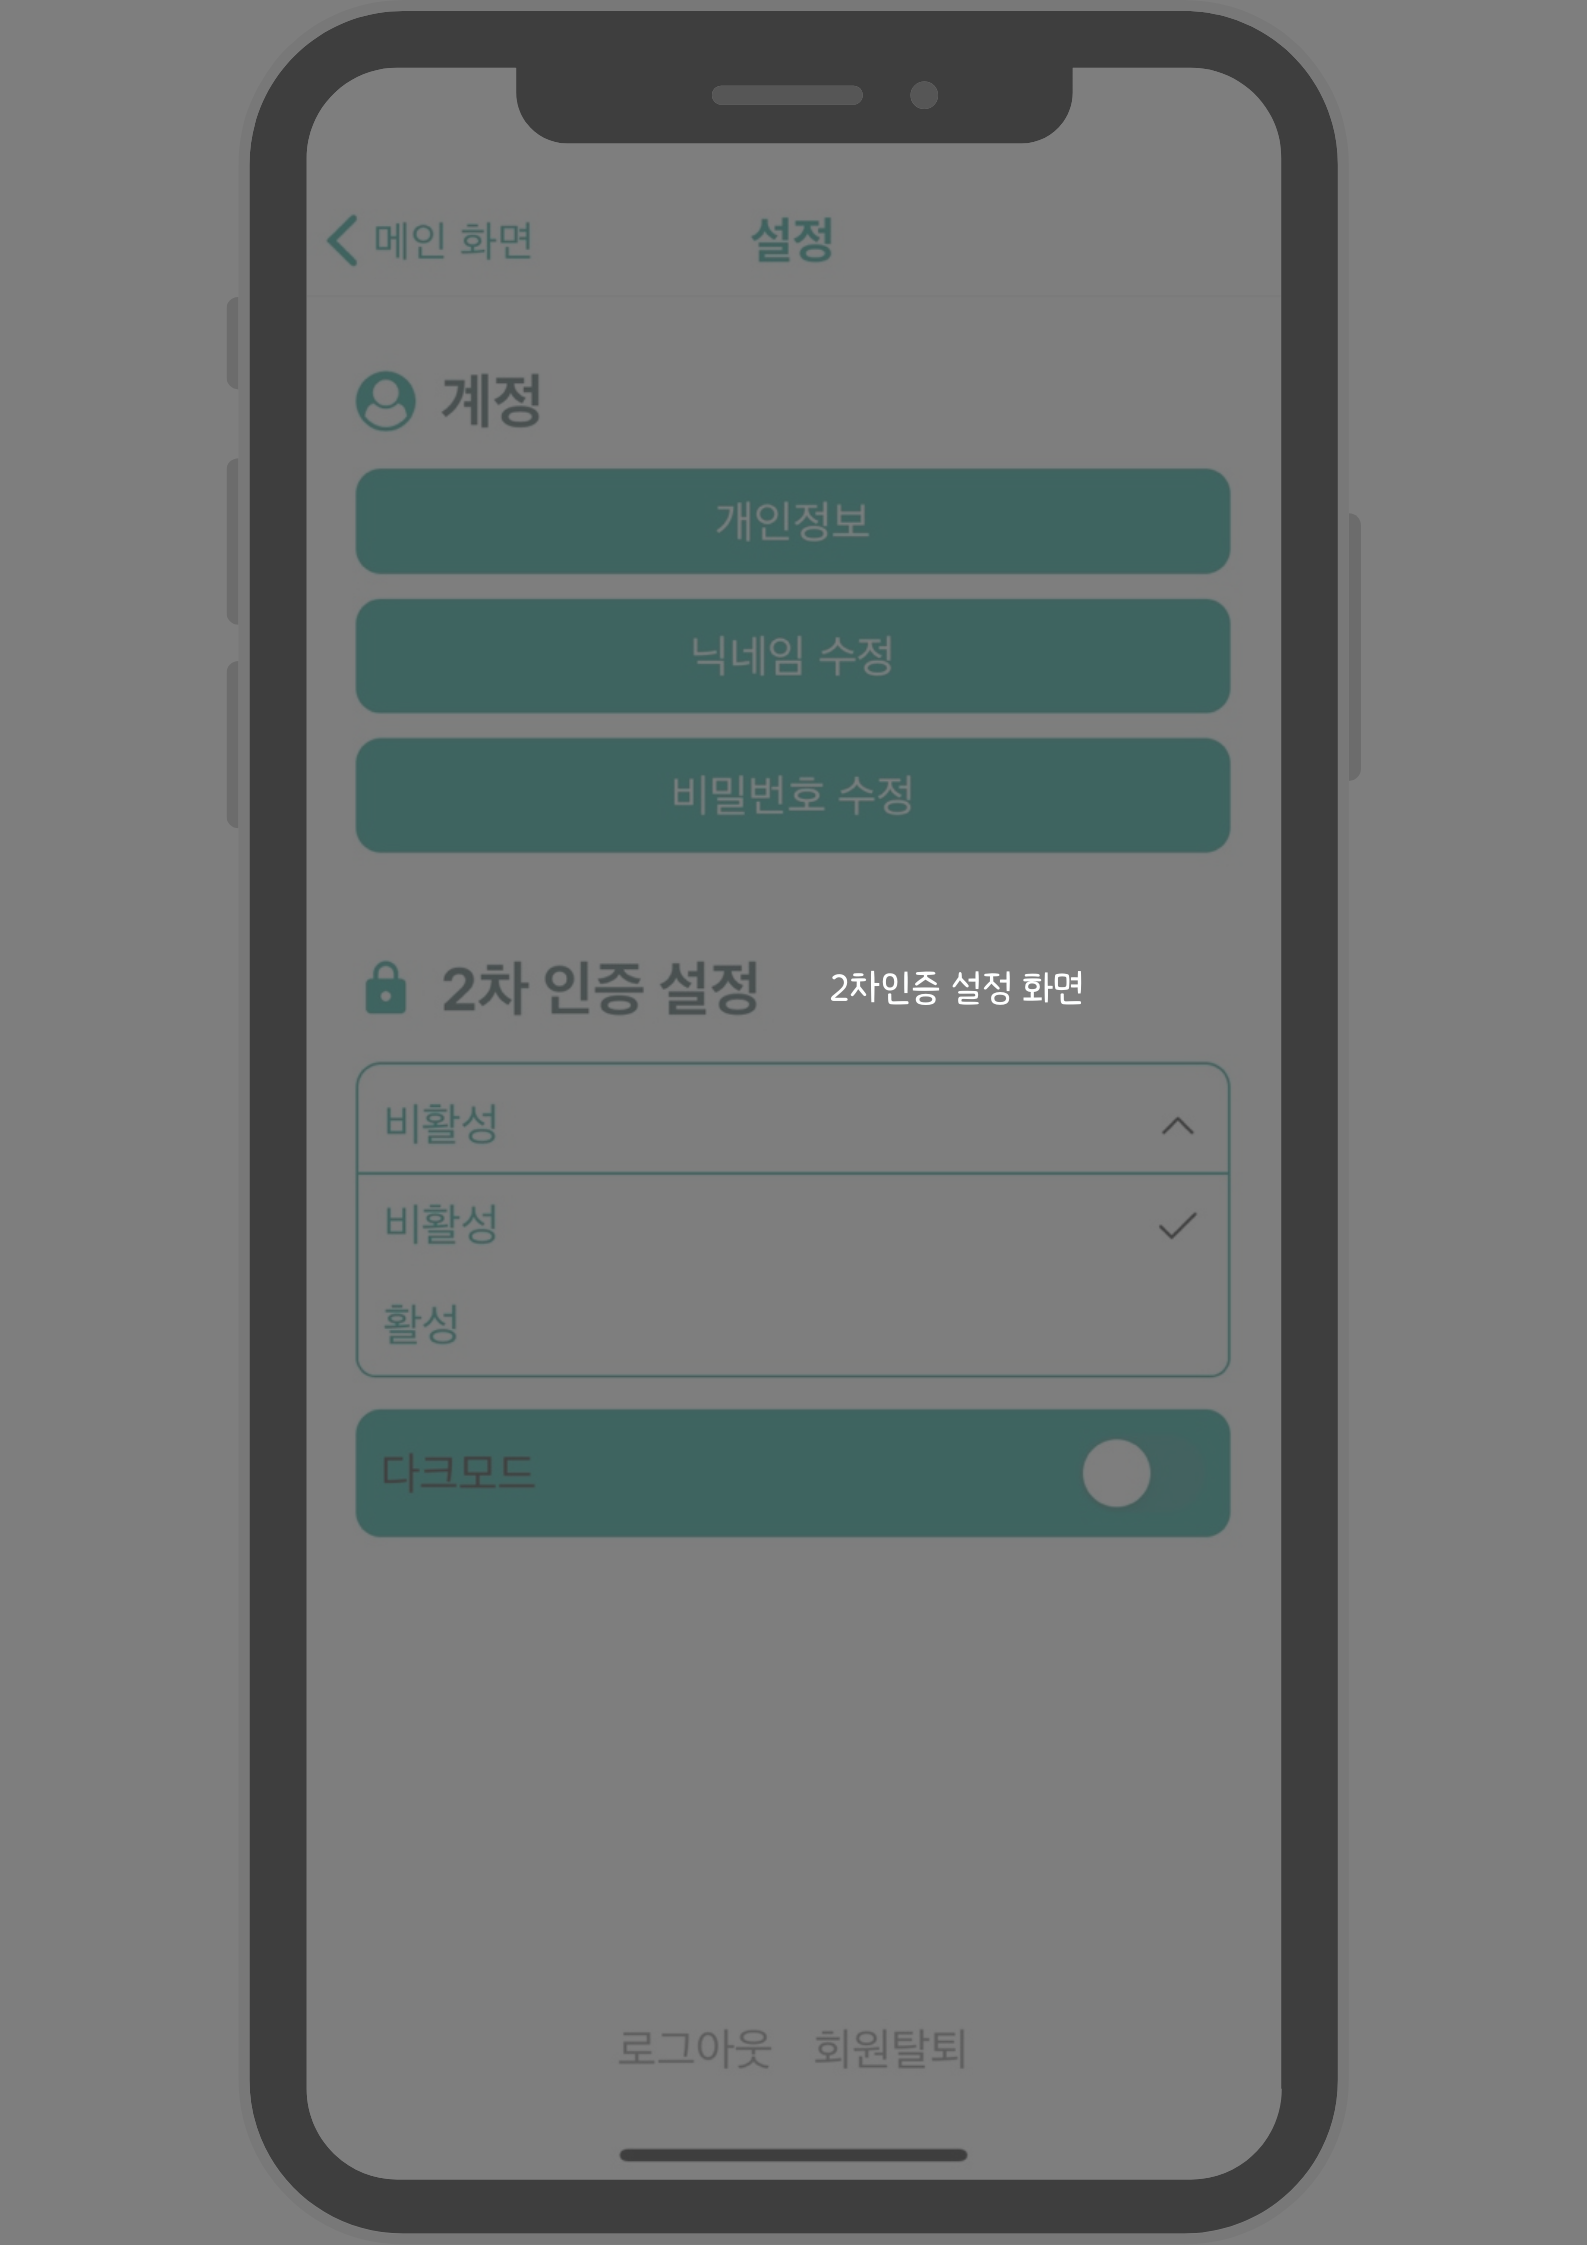 메인 화면
설정
계정
개인정보
닉네임 수정
비밀번호 수정
2차 인증 설정
2차인증 설정 화면
비활성
비활성
활성
다크모드
로그아웃 회원탈퇴